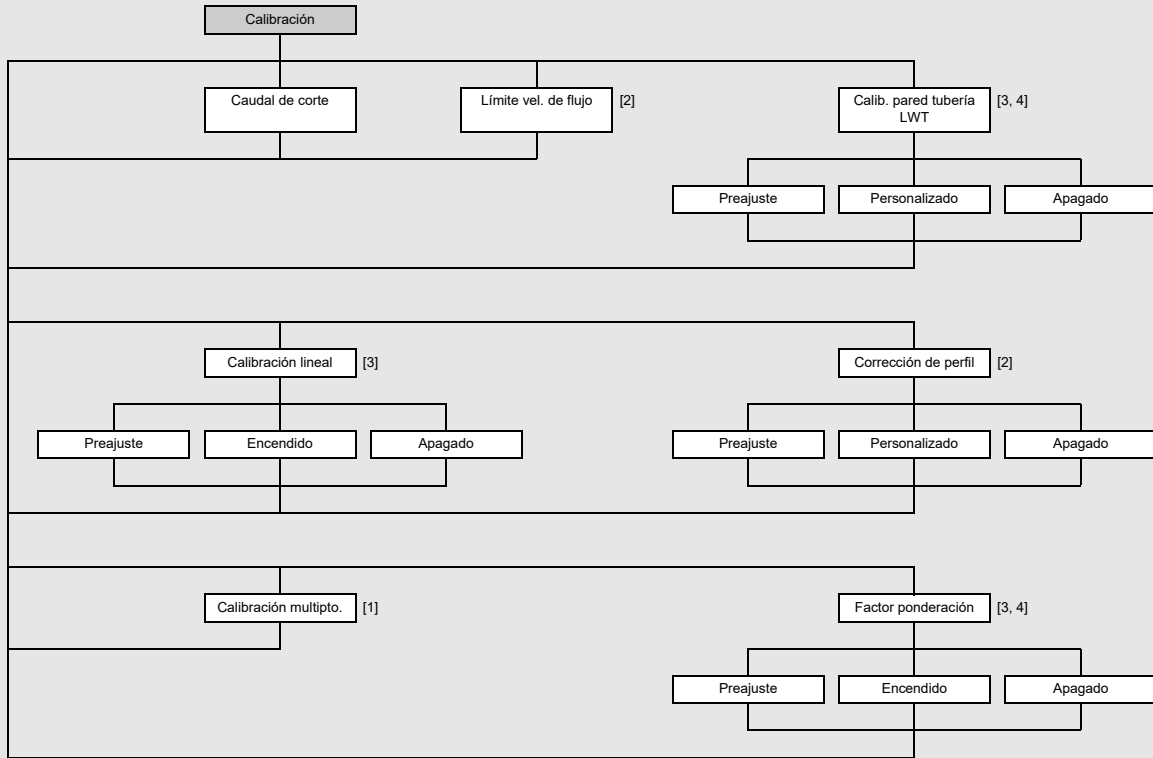 Calibración
Caudal de corte
Límite vel. de flujo
[2]
Calib. pared tubería
LWT
[3, 4]
Preajuste
Personalizado
Apagado
Calibración lineal
[3]
Corrección de perfil
[2]
Preajuste
Encendido
Apagado
Preajuste
Personalizado
Apagado
Calibración multipto.
[1]
Factor ponderación
[3, 4]
Preajuste
Encendido
Apagado